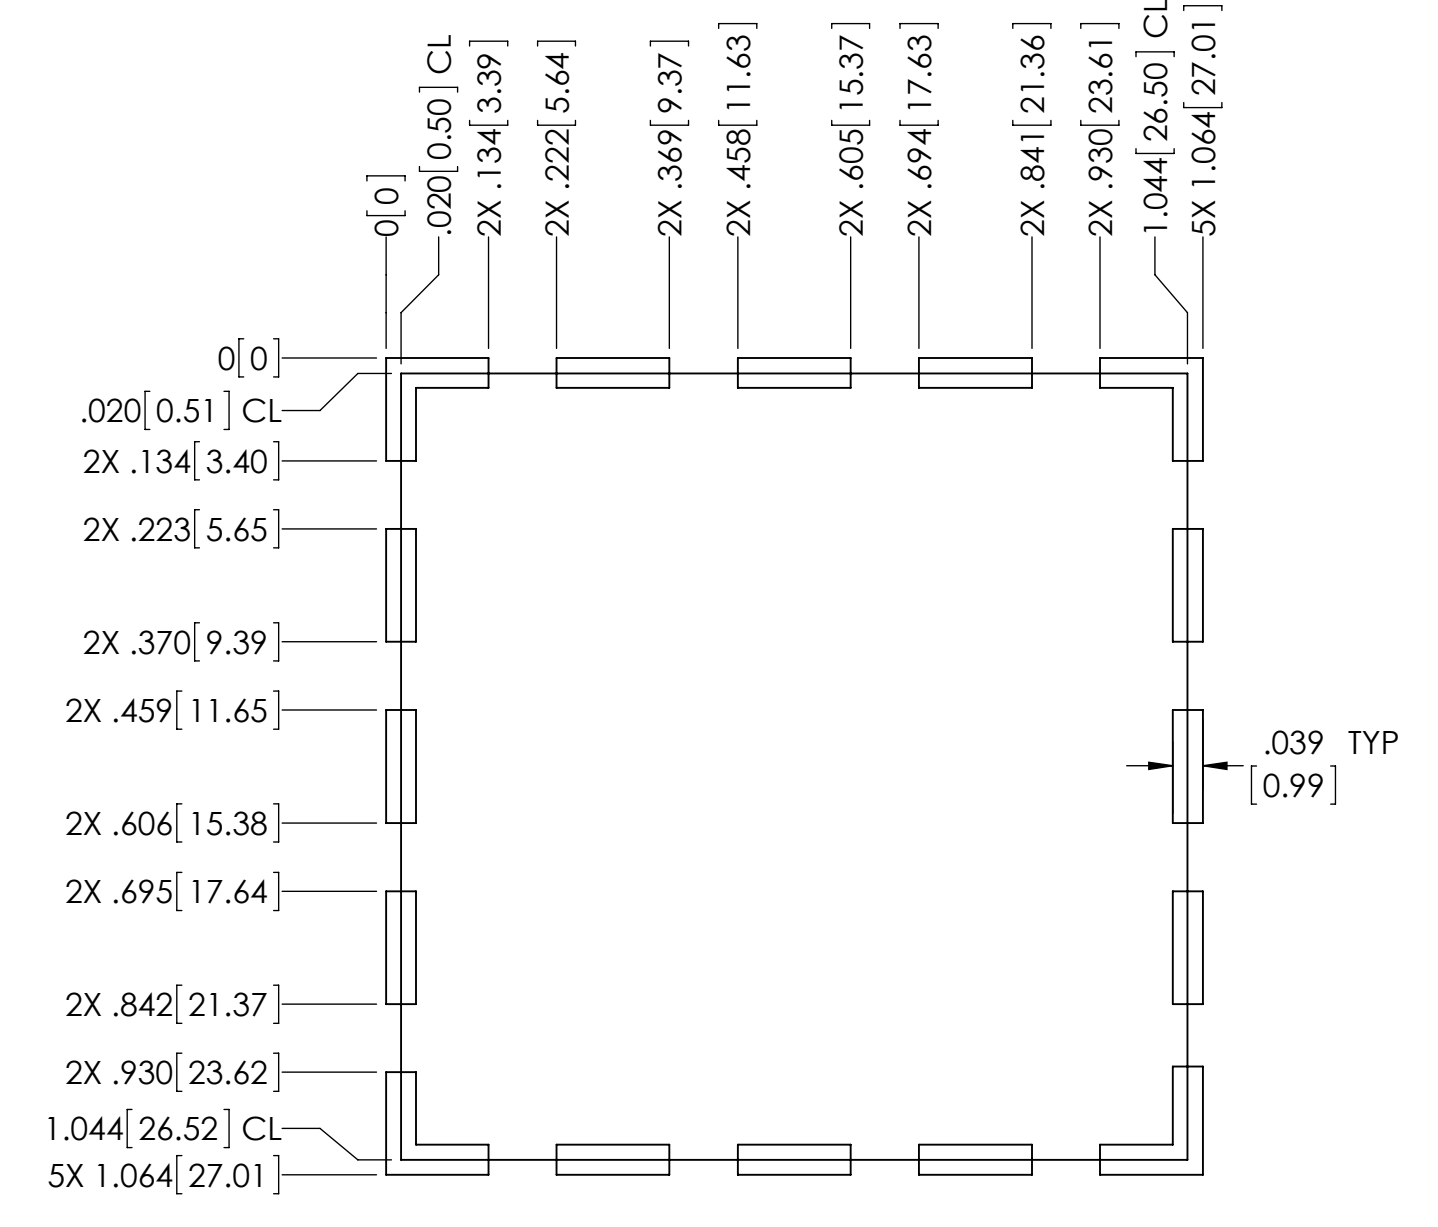 0[0]
.020[0.50] CL
2X .134[3.39]
2X .222[5.64]
2X .369[9.37]
2X .458[11.63]
2X .605[15.37]
2X .694[17.63]
2X .841[21.36]
2X .930[23.61]
1.044[26.50] CL
5X 1.064[27.01]
0[0]
.020[0.51] CL
2X .134[3.40]
2X .223[5.65]
2X .370[9.39]
2X .459[11.65]
2X .606[15.38]
2X .695[17.64]
2X .842[21.37]
2X .930[23.62]
1.044[26.52] CL
5X 1.064[27.01]
.039 TYP
[0.99]